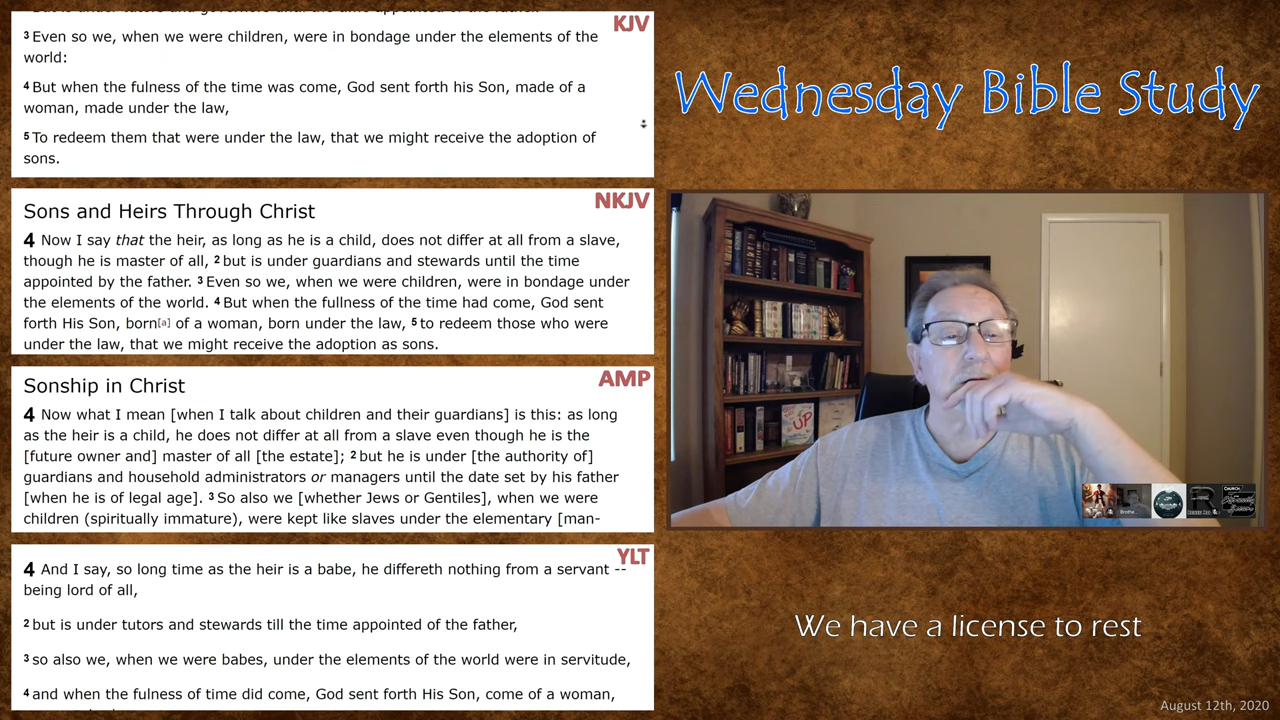 But is under tutors and governors until the time appointed of the father.
KJV
3 Even so we, when we were children, were in bondage under the elements of the
world:
4 But when the fulness of the time was come, God sent forth his Son, made of a
woman, made under the law,
5 To redeem them that were under the law, that we might receive the adoption of
sons.
NKJV
Sons and Heirs Through Christ
4 Now I say that the heir, as long as he is a child, does not differ at all from a slave,
though he is master of all, 2 but is under guardians and stewards until the time
appointed by the father. 3 Even so we, when we were children, were in bondage under
the elements of the world. 4 But when the fullness of the time had come, God sent
forth His Son, born[a] of a woman, born under the law, 5 to redeem those who were
under the law, that we might receive the adoption as sons.
AMP
Sonship in Christ
4 Now what I mean [when I talk about children and their guardians] is this: as long
as the heir is a child, he does not differ at all from a slave even though he is the
[future owner and] master of all [the estate]; 2 but he is under [the authority of]
guardians and household administrators or managers until the date set by his father
[when he is of legal age]. 3 So also we [whether Jews or Gentiles], when we were
children (spiritually immature), were kept like slaves under the elementary [man-
YLT
4 And I say, so long time as the heir is a babe, he differeth nothing from a servant --
being lord of all,
2 but is under tutors and stewards till the time appointed of the father,
3 so also we, when we were babes, under the elements of the world were in servitude,
4 and when the fulness of time did come, God sent forth His Son, come of a woman,
Wednesday Bible Study
UP
Brothe...
CHURCH
We have a license to rest
August 12th, 2020